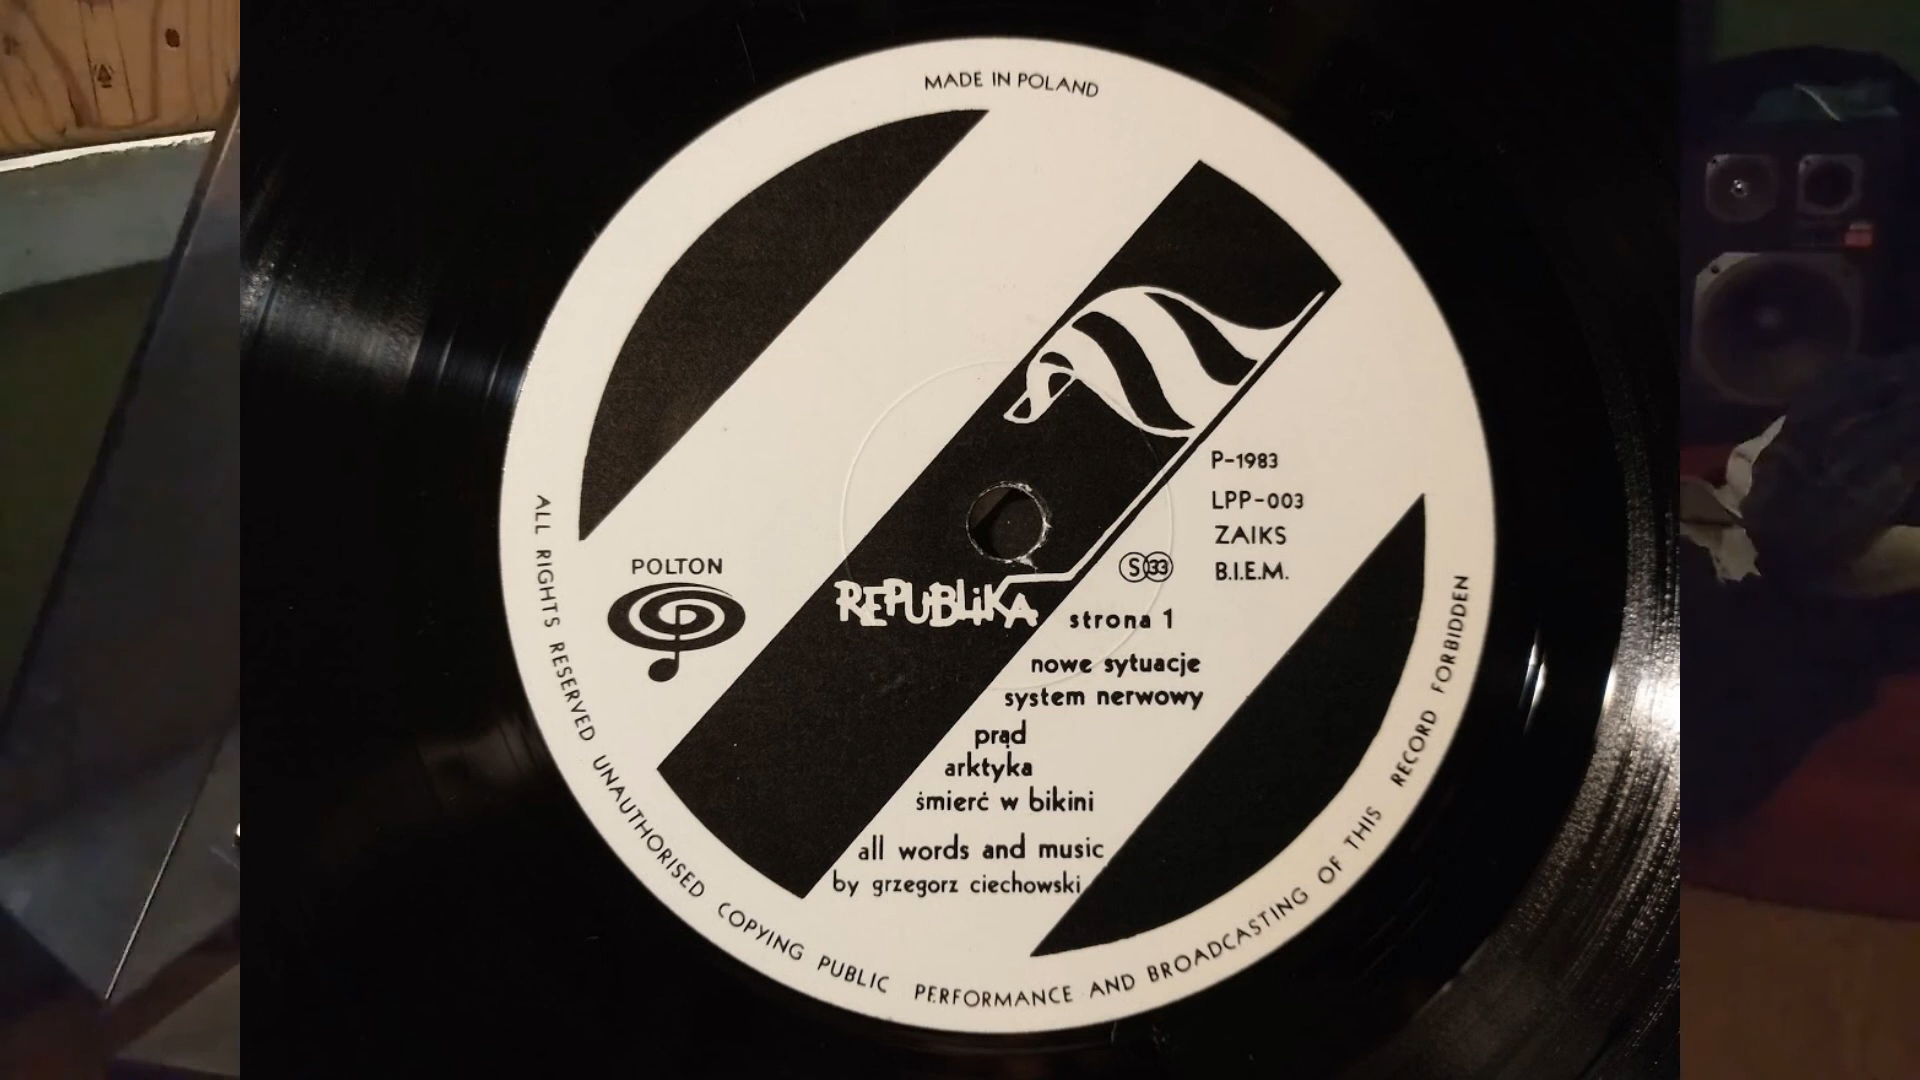 MADE IN POLAND
P-1983
LPP-003
ZAIKS
B.I.E.M.
POLTON
S 33
REPUBLIKA
strona 1
nowe sytuacje
system nerwowy
prąd
arktyka
śmierć w bikini
all words and music
by grzegorz ciechowski
ALL RIGHTS RESERVED UNAUTHORISED COPYING PUBLIC PERFORMANCE AND BROADCASTING OF THIS RECORD FORBIDDEN